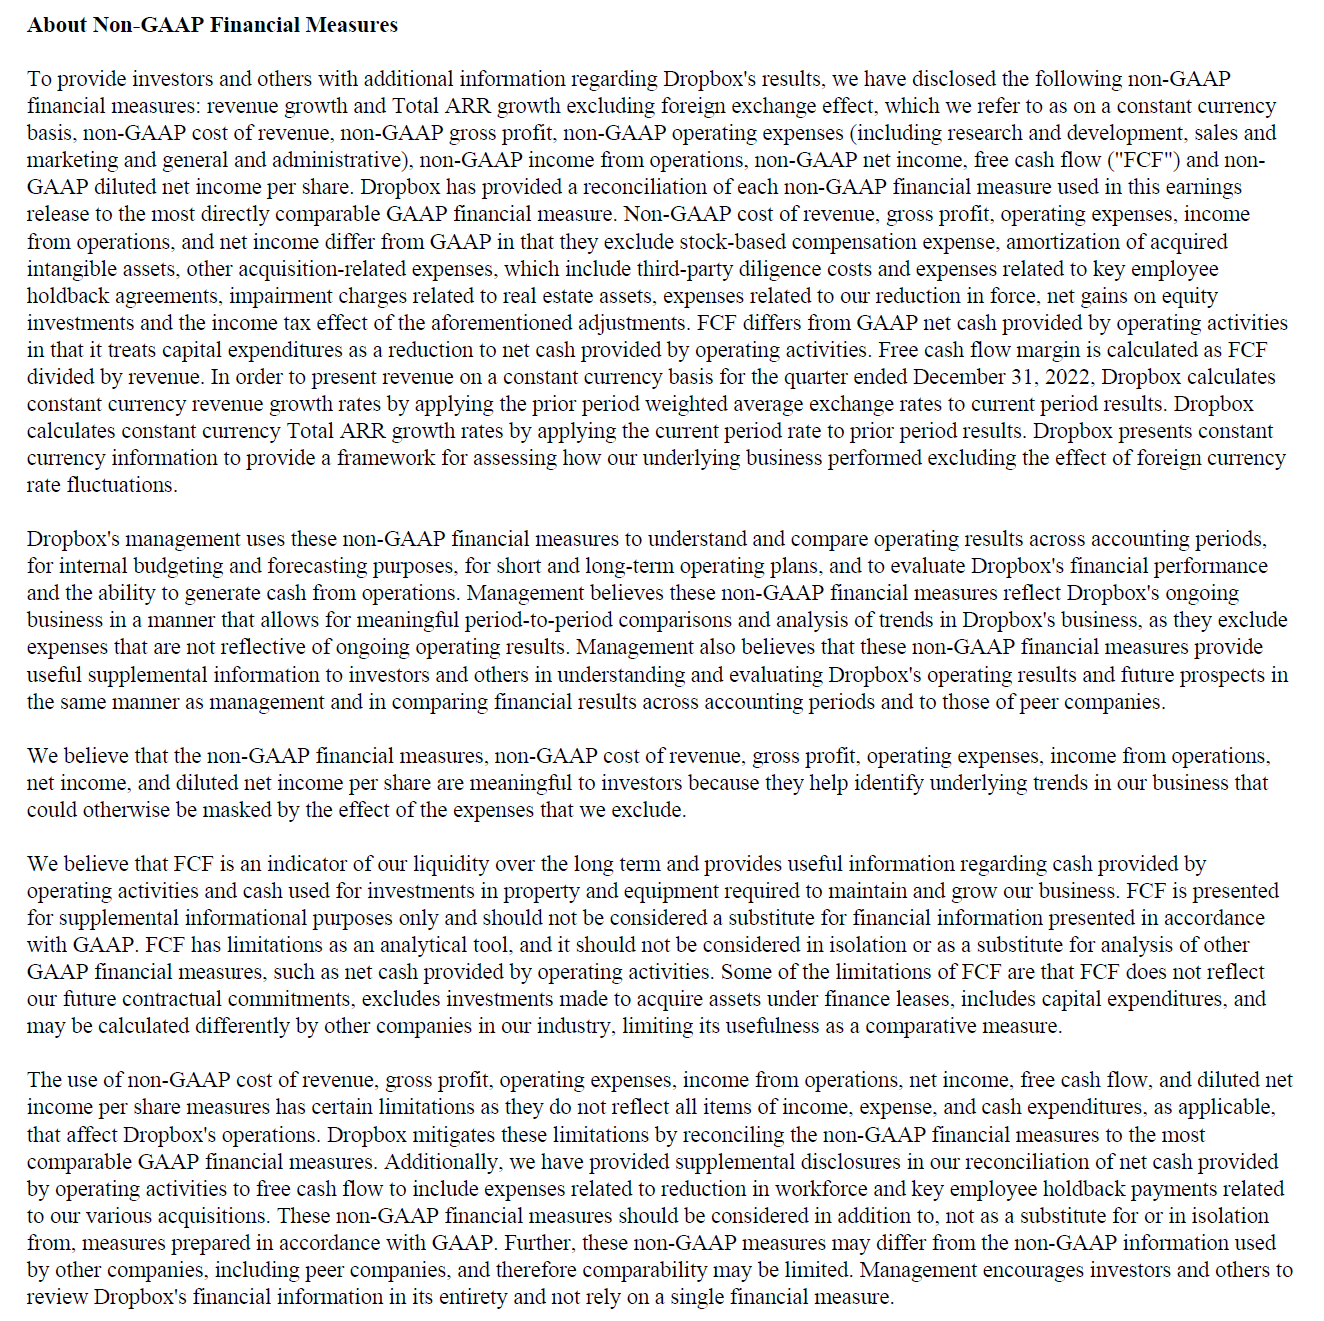 About Non-GAAP Financial Measures
To provide investors and others with additional information regarding Dropbox's results, we have disclosed the following non-GAAP
financial measures: revenue growth and Total ARR growth excluding foreign exchange effect, which we refer to as on a constant currency
basis, non-GAAP cost of revenue, non-GAAP gross profit, non-GAAP operating expenses (including research and development, sales and
marketing and general and administrative), non-GAAP income from operations, non-GAAP net income, free cash flow ("FCF") and non-
GAAP diluted net income per share. Dropbox has provided a reconciliation of each non-GAAP financial measure used in this earnings
release to the most directly comparable GAAP financial measure. Non-GAAP cost of revenue, gross profit, operating expenses, income
from operations, and net income differ from GAAP in that they exclude stock-based compensation expense, amortization of acquired
intangible assets, other acquisition-related expenses, which include third-party diligence costs and expenses related to key employee
holdback agreements, impairment charges related to real estate assets, expenses related to our reduction in force, net gains on equity
investments and the income tax effect of the aforementioned adjustments. FCF differs from GAAP net cash provided by operating activities
in that it treats capital expenditures as a reduction to net cash provided by operating activities. Free cash flow margin is calculated as FCF
divided by revenue. In order to present revenue on a constant currency basis for the quarter ended December 31, 2022, Dropbox calculates
constant currency revenue growth rates by applying the prior period weighted average exchange rates to current period results. Dropbox
calculates constant currency Total ARR growth rates by applying the current period rate to prior period results. Dropbox presents constant
currency information to provide a framework for assessing how our underlying business performed excluding the effect of foreign currency
rate fluctuations.
Dropbox's management uses these non-GAAP financial measures to understand and compare operating results across accounting periods,
for internal budgeting and forecasting purposes, for short and long-term operating plans, and to evaluate Dropbox's financial performance
and the ability to generate cash from operations. Management believes these non-GAAP financial measures reflect Dropbox's ongoing
business in a manner that allows for meaningful period-to-period comparisons and analysis of trends in Dropbox's business, as they exclude
expenses that are not reflective of ongoing operating results. Management also believes that these non-GAAP financial measures provide
useful supplemental information to investors and others in understanding and evaluating Dropbox's operating results and future prospects in
the same manner as management and in comparing financial results across accounting periods and to those of peer companies.
We believe that the non-GAAP financial measures, non-GAAP cost of revenue, gross profit, operating expenses, income from operations,
net income, and diluted net income per share are meaningful to investors because they help identify underlying trends in our business that
could otherwise be masked by the effect of the expenses that we exclude.
We believe that FCF is an indicator of our liquidity over the long term and provides useful information regarding cash provided by
operating activities and cash used for investments in property and equipment required to maintain and grow our business. FCF is presented
for supplemental informational purposes only and should not be considered a substitute for financial information presented in accordance
with GAAP. FCF has limitations as an analytical tool, and it should not be considered in isolation or as a substitute for analysis of other
GAAP financial measures, such as net cash provided by operating activities. Some of the limitations of FCF are that FCF does not reflect
our future contractual commitments, excludes investments made to acquire assets under finance leases, includes capital expenditures, and
may be calculated differently by other companies in our industry, limiting its usefulness as a comparative measure.
The use of non-GAAP cost of revenue, gross profit, operating expenses, income from operations, net income, free cash flow, and diluted net
income per share measures has certain limitations as they do not reflect all items of income, expense, and cash expenditures, as applicable,
that affect Dropbox's operations. Dropbox mitigates these limitations by reconciling the non-GAAP financial measures to the most
comparable GAAP financial measures. Additionally, we have provided supplemental disclosures in our reconciliation of net cash provided
by operating activities to free cash flow to include expenses related to reduction in workforce and key employee holdback payments related
to our various acquisitions. These non-GAAP financial measures should be considered in addition to, not as a substitute for or in isolation
from, measures prepared in accordance with GAAP. Further, these non-GAAP measures may differ from the non-GAAP information used
by other companies, including peer companies, and therefore comparability may be limited. Management encourages investors and others to
review Dropbox's financial information in its entirety and not rely on a single financial measure.